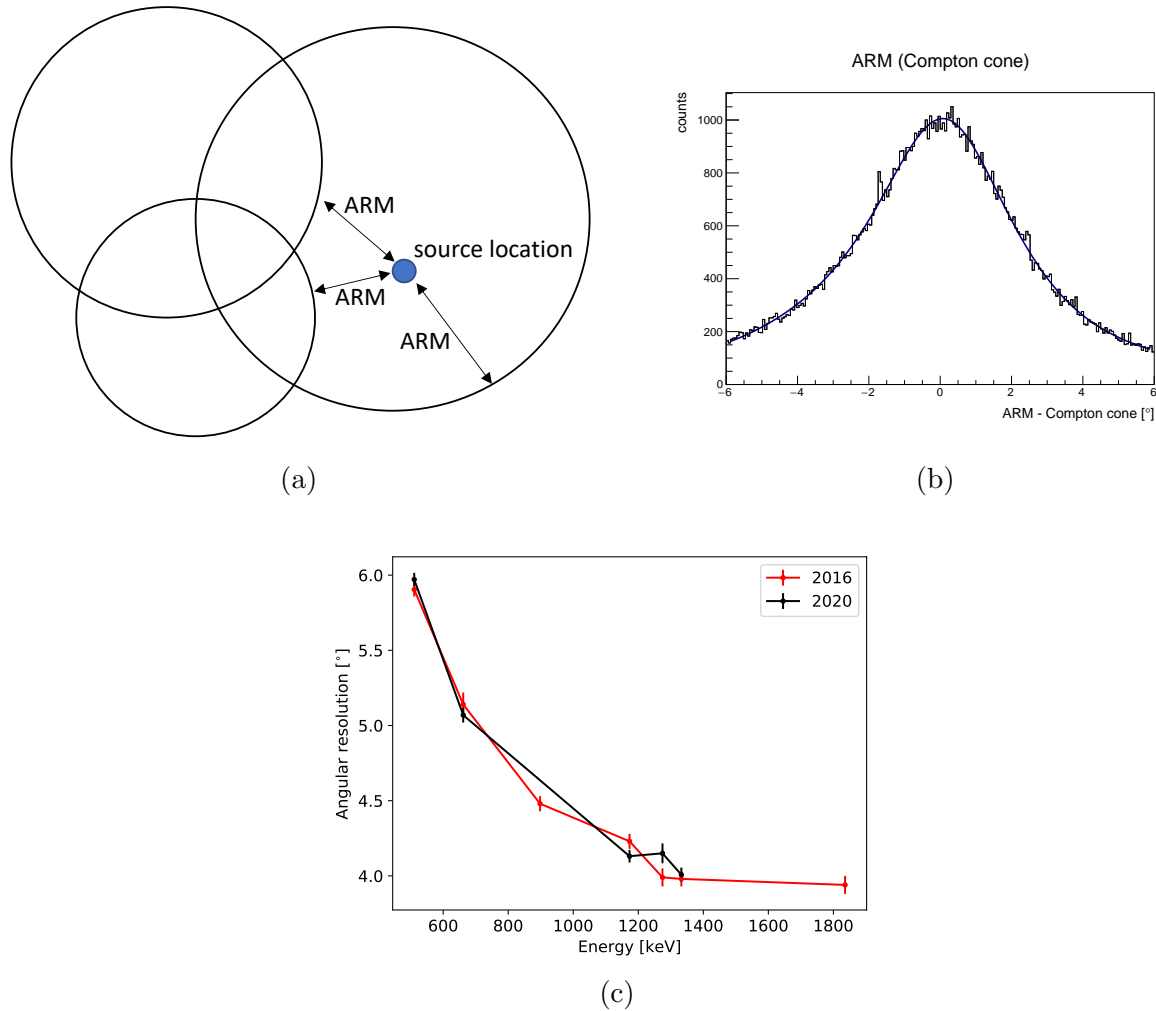 ARM
source location
ARM
ARM
(a)
ARM (Compton cone)
counts
1000
800
600
400
200
0
−6 −4 −2 0 2 4 6
ARM - Compton cone [°]
(b)
2016
2020
6.0
5.5
5.0
4.5
4.0
Angular resolution [°]
600 800 1000 1200 1400 1600 1800
Energy [keV]
(c)